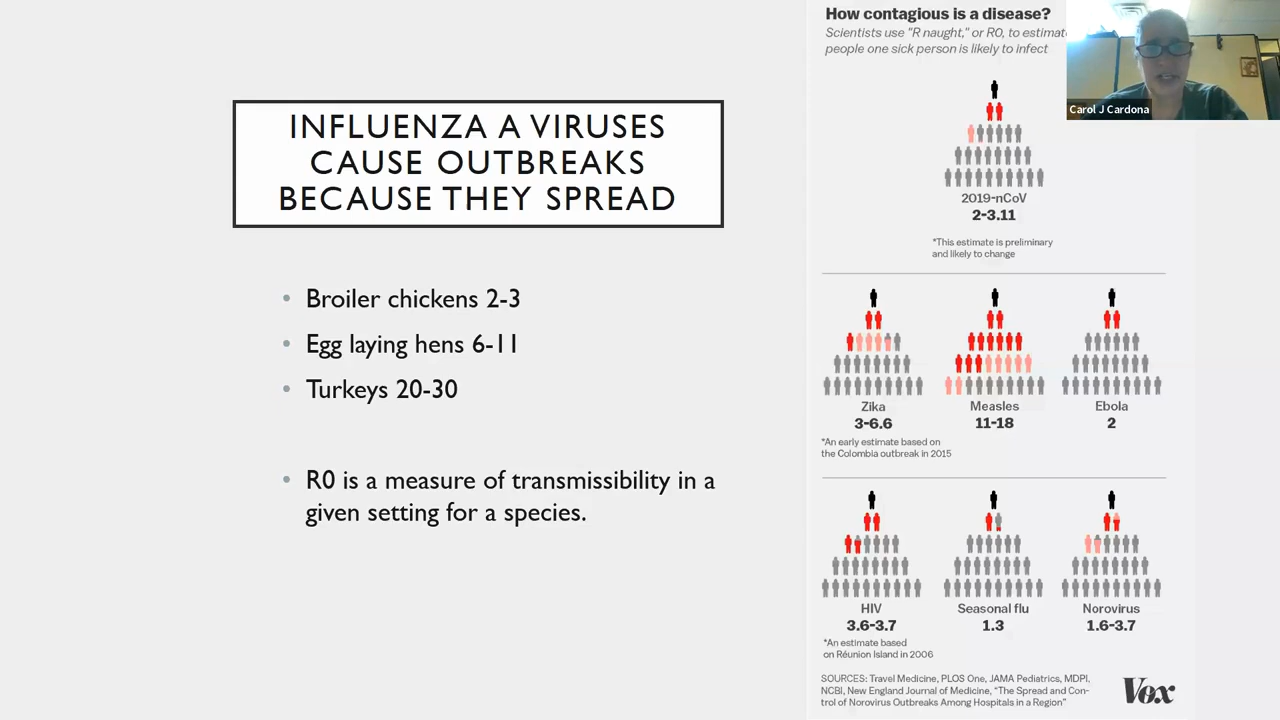 INFLUENZA A VIRUSES
CAUSE OUTBREAKS
BECAUSE THEY SPREAD
• Broiler chickens 2-3
• Egg laying hens 6-11
• Turkeys 20-30
• R0 is a measure of transmissibility in a
given setting for a species.
How contagious is a disease?
Scientists use "R naught," or R0, to estimate
people one sick person is likely to infect
Carol J Cardona
2019-nCoV
2-3.11
*This estimate is preliminary
and likely to change
Zika
3-6.6
*An early estimate based on
the Colombia outbreak in 2015
Measles
11-18
Ebola
2
HIV
3.6-3.7
*An estimate based
on Réunion Island in 2006
Seasonal flu
1.3
Norovirus
1.6-3.7
SOURCES: Travel Medicine, PLOS One, JAMA Pediatrics, MDPI,
NCBI, New England Journal of Medicine, “The Spread and Con-
trol of Norovirus Outbreaks Among Hospitals in a Region”
Vox